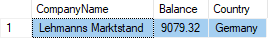 CompanyName Balance Country
1 Lehmanns Marktstand 9079.32 Germany